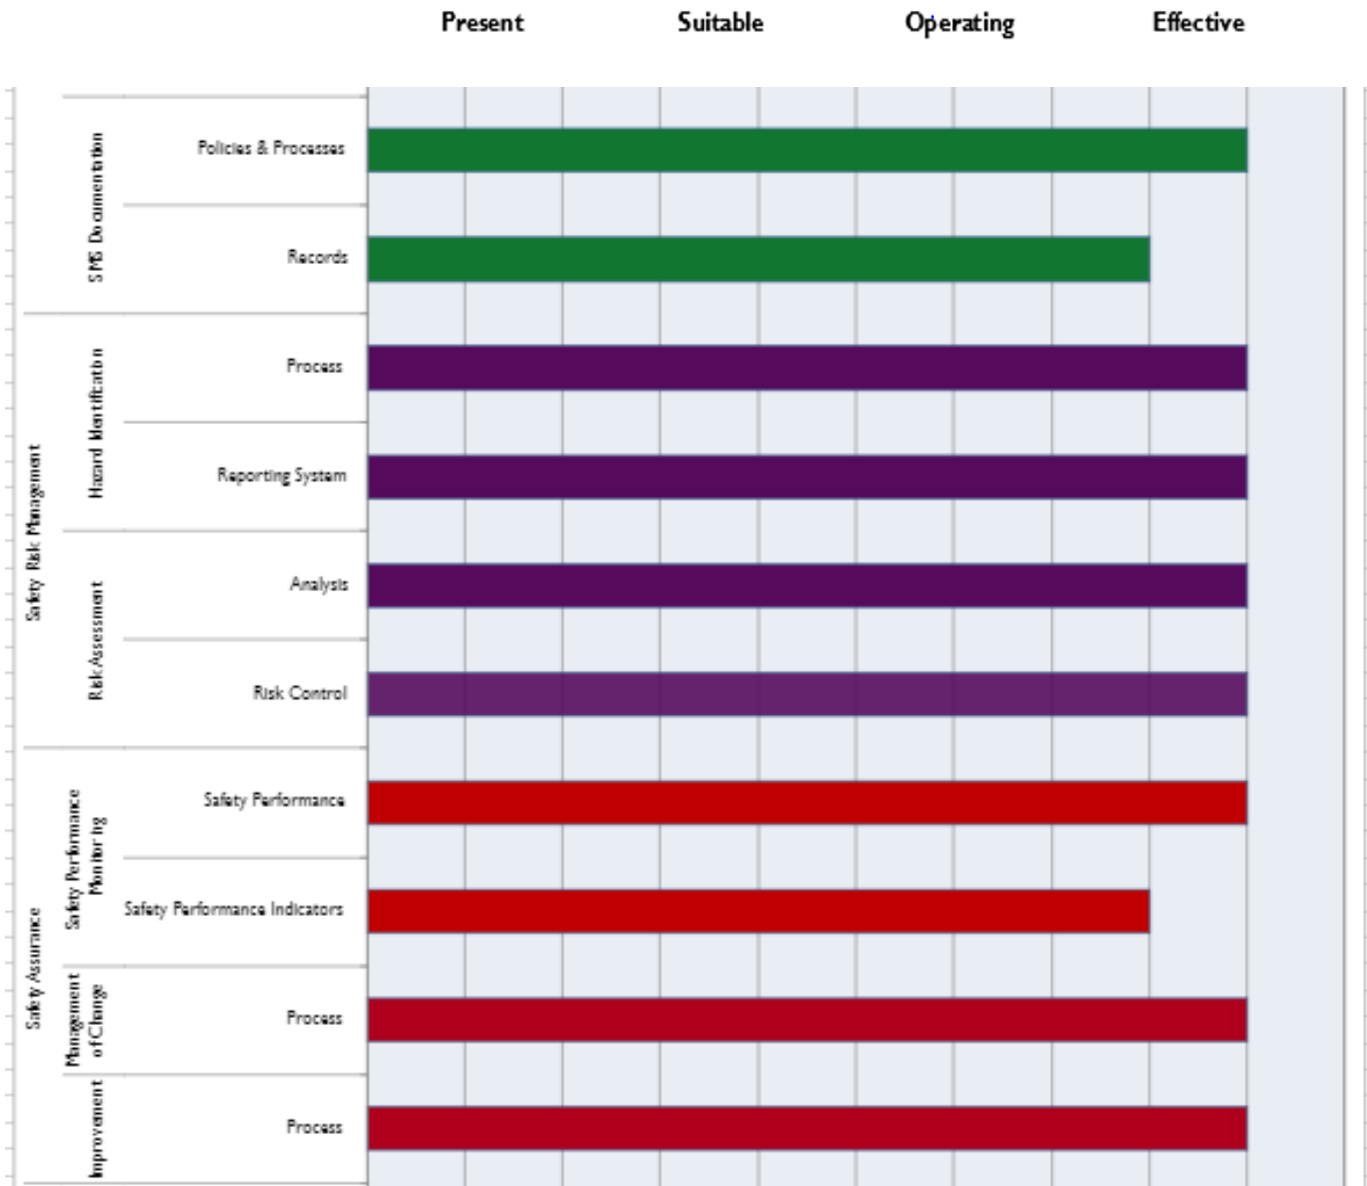 Present Suitable Operating Effective
SMS Documentation
Policies & Processes
Records
Safety Risk Management
Hazard Identification
Process
Reporting System
Risk Assessment
Analysis
Risk Control
Safety Assurance
Safety Performance
Monitoring
Safety Performance
Safety Performance Indicators
Management
of Change
Process
Improvement
Process